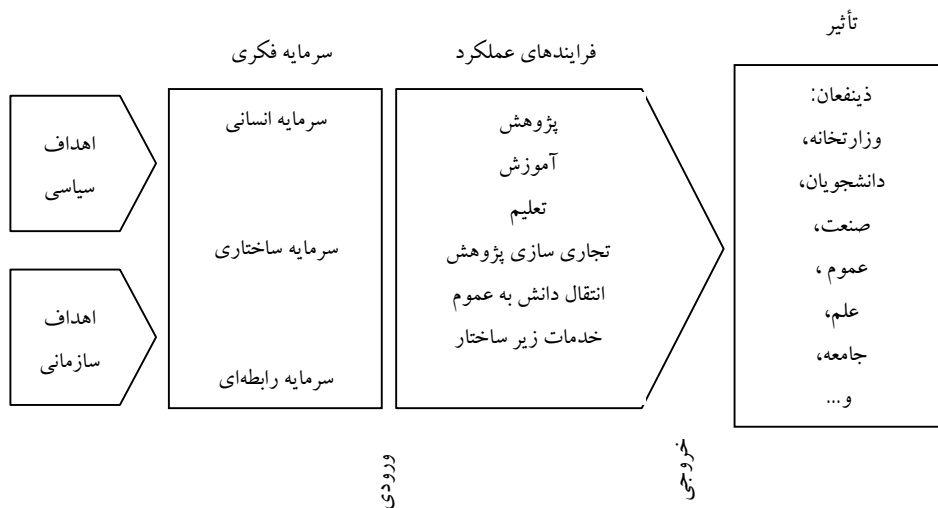 تأثیر
سرمایه فکری
فرایندهای عملکرد
اهداف
سیاسی
اهداف
سازمانی
سرمایه انسانی
سرمایه ساختاری
سرمایه رابطه‌ای
پژوهش
آموزش
تعلیم
تجاری سازی پژوهش
انتقال دانش به عموم
خدمات زیر ساختار
ذینفعان:
وزارتخانه،
دانشجویان،
صنعت،
عموم ،
علم،
جامعه،
و...
ورودی
خروجی